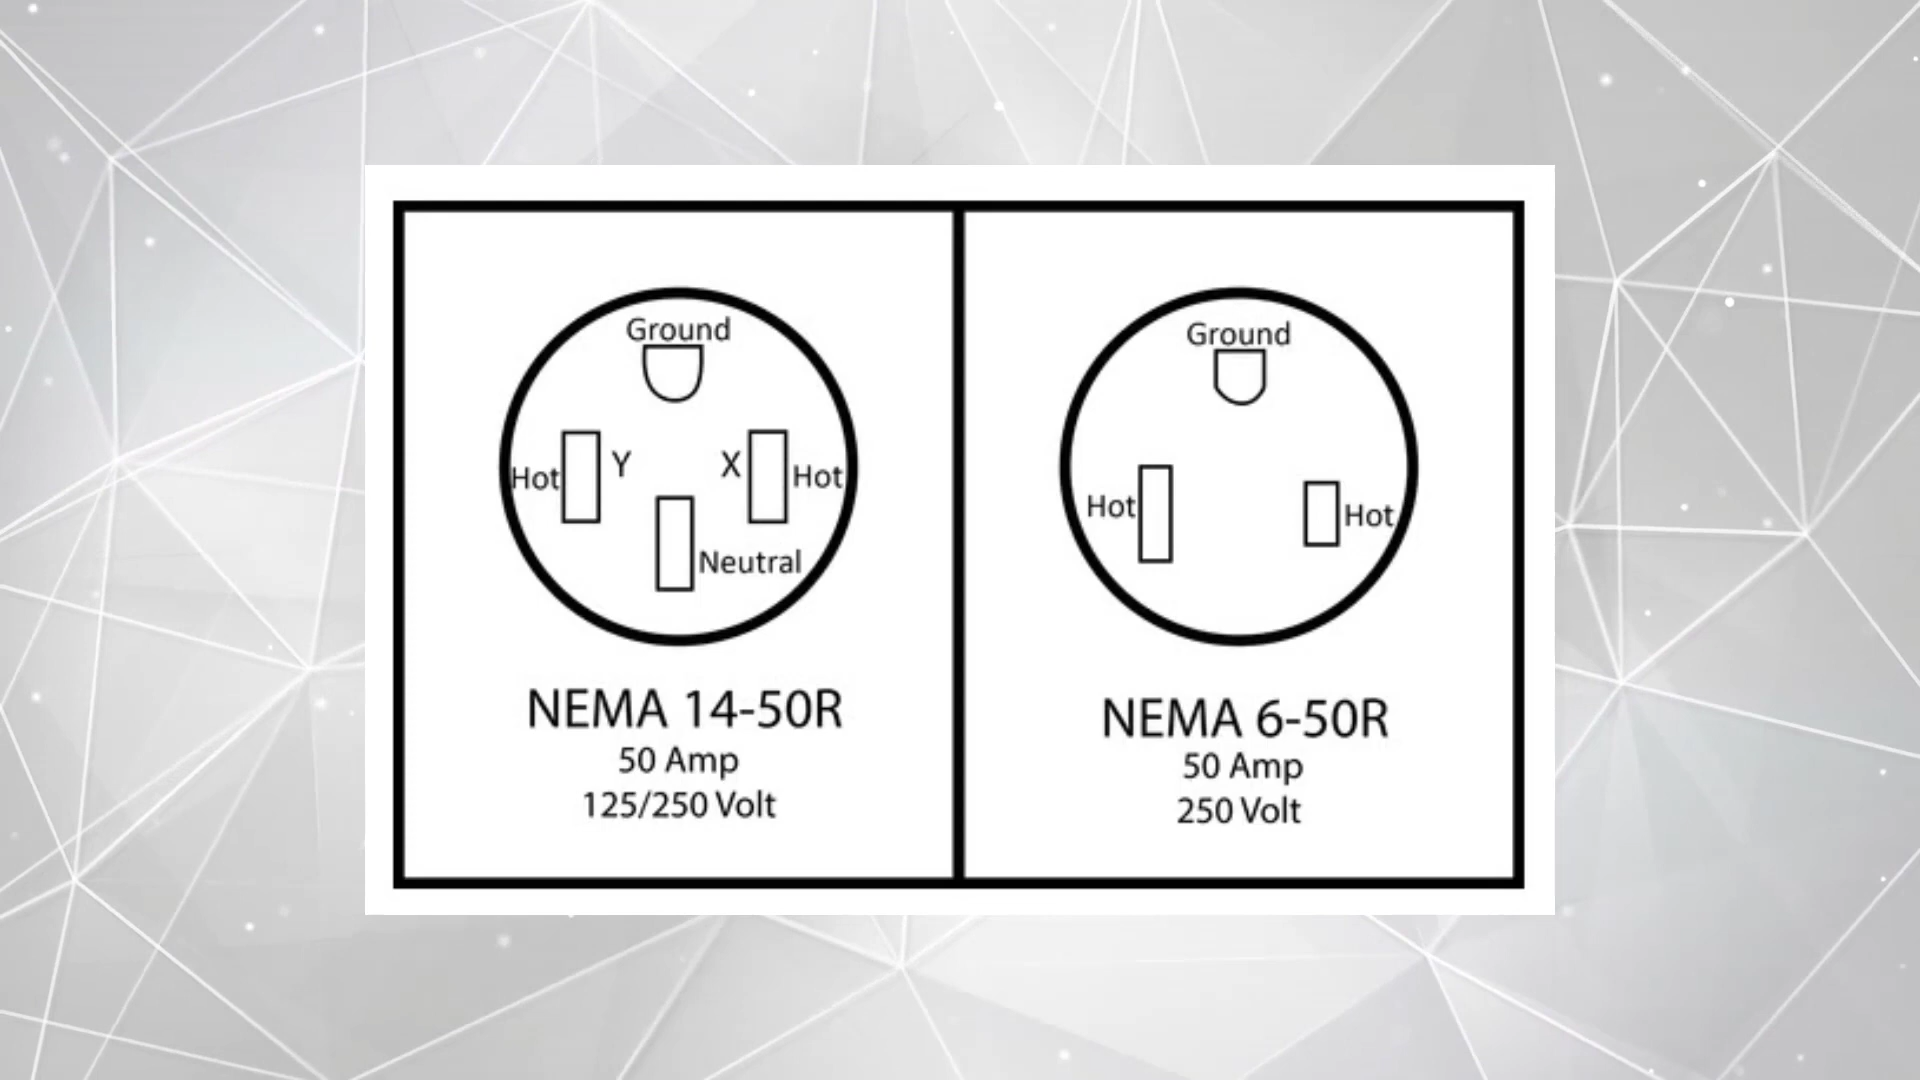 Ground
Hot Y X Hot
Neutral
NEMA 14-50R
50 Amp
125/250 Volt
Ground
Hot Hot
NEMA 6-50R
50 Amp
250 Volt